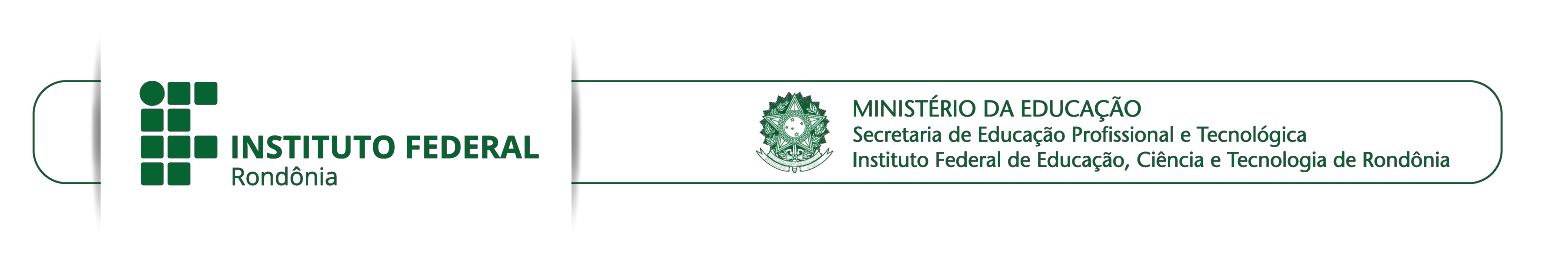 INSTITUTO FEDERAL
Rondônia
MINISTÉRIO DA EDUCAÇÃO
Secretaria de Educação Profissional e Tecnológica
Instituto Federal de Educação, Ciência e Tecnologia de Rondônia